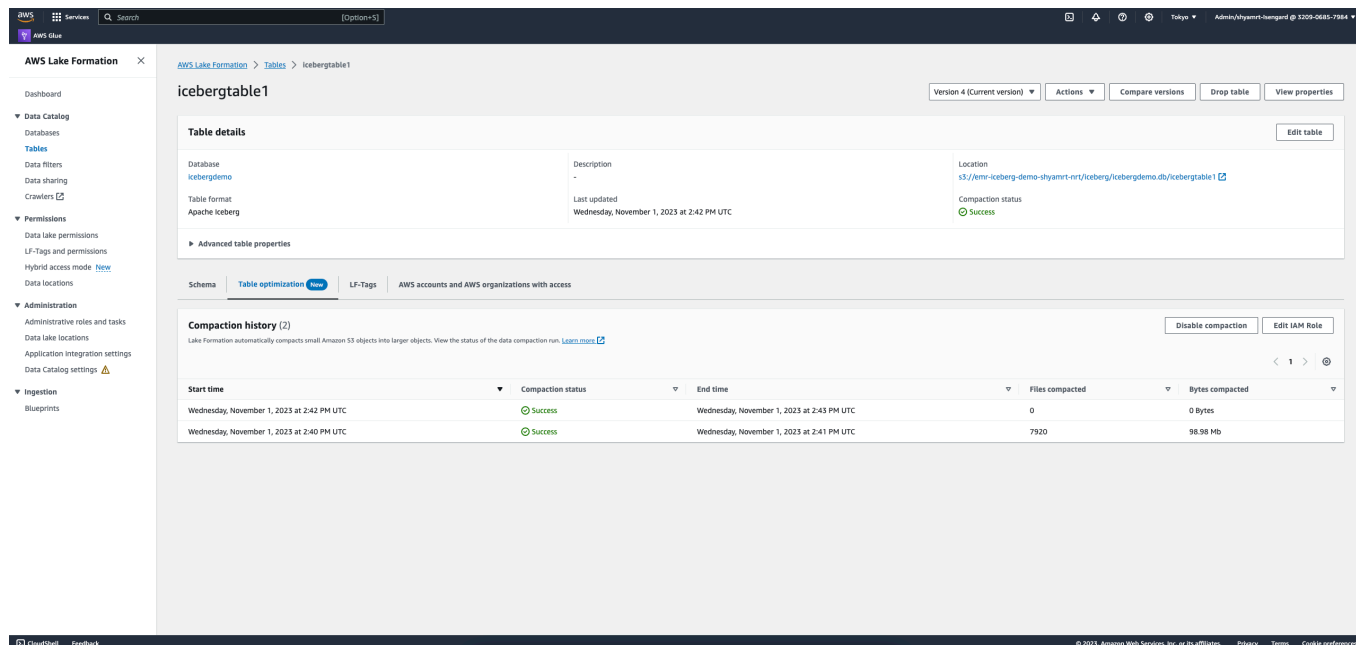 aws Services Search [Option+S] Tokyo Admin/shyamrt-Isengard @ 3209-0685-7984
AWS Glue
AWS Lake Formation
Dashboard
Data Catalog
Databases
Tables
Data filters
Data sharing
Crawlers
Permissions
Data lake permissions
LF-Tags and permissions
Hybrid access mode New
Data locations
Administration
Administrative roles and tasks
Data lake locations
Application integration settings
Data Catalog settings
Ingestion
Blueprints
AWS Lake Formation > Tables > icebergtable1
icebergtable1
Version 4 (Current version) Actions Compare versions Drop table View properties
Table details Edit table
Database Description Location
icebergdemo - s3://emr-iceberg-demo-shyamrt-nrt/iceberg/icebergdemo.db/icebergtable1
Table format Last updated Compaction status
Apache Iceberg Wednesday, November 1, 2023 at 2:42 PM UTC Success
Advanced table properties
Schema Table optimization New LF-Tags AWS accounts and AWS organizations with access
Compaction history (2) Disable compaction Edit IAM Role
Lake Formation automatically compacts small Amazon S3 objects into larger objects. View the status of the data compaction run. Learn more
< 1 >
Start time Compaction status End time Files compacted Bytes compacted
Wednesday, November 1, 2023 at 2:42 PM UTC Success Wednesday, November 1, 2023 at 2:43 PM UTC 0 0 Bytes
Wednesday, November 1, 2023 at 2:40 PM UTC Success Wednesday, November 1, 2023 at 2:41 PM UTC 7920 98.98 Mb
CloudShell Feedback © 2023, Amazon Web Services, Inc. or its affiliates. Privacy Terms Cookie preferences